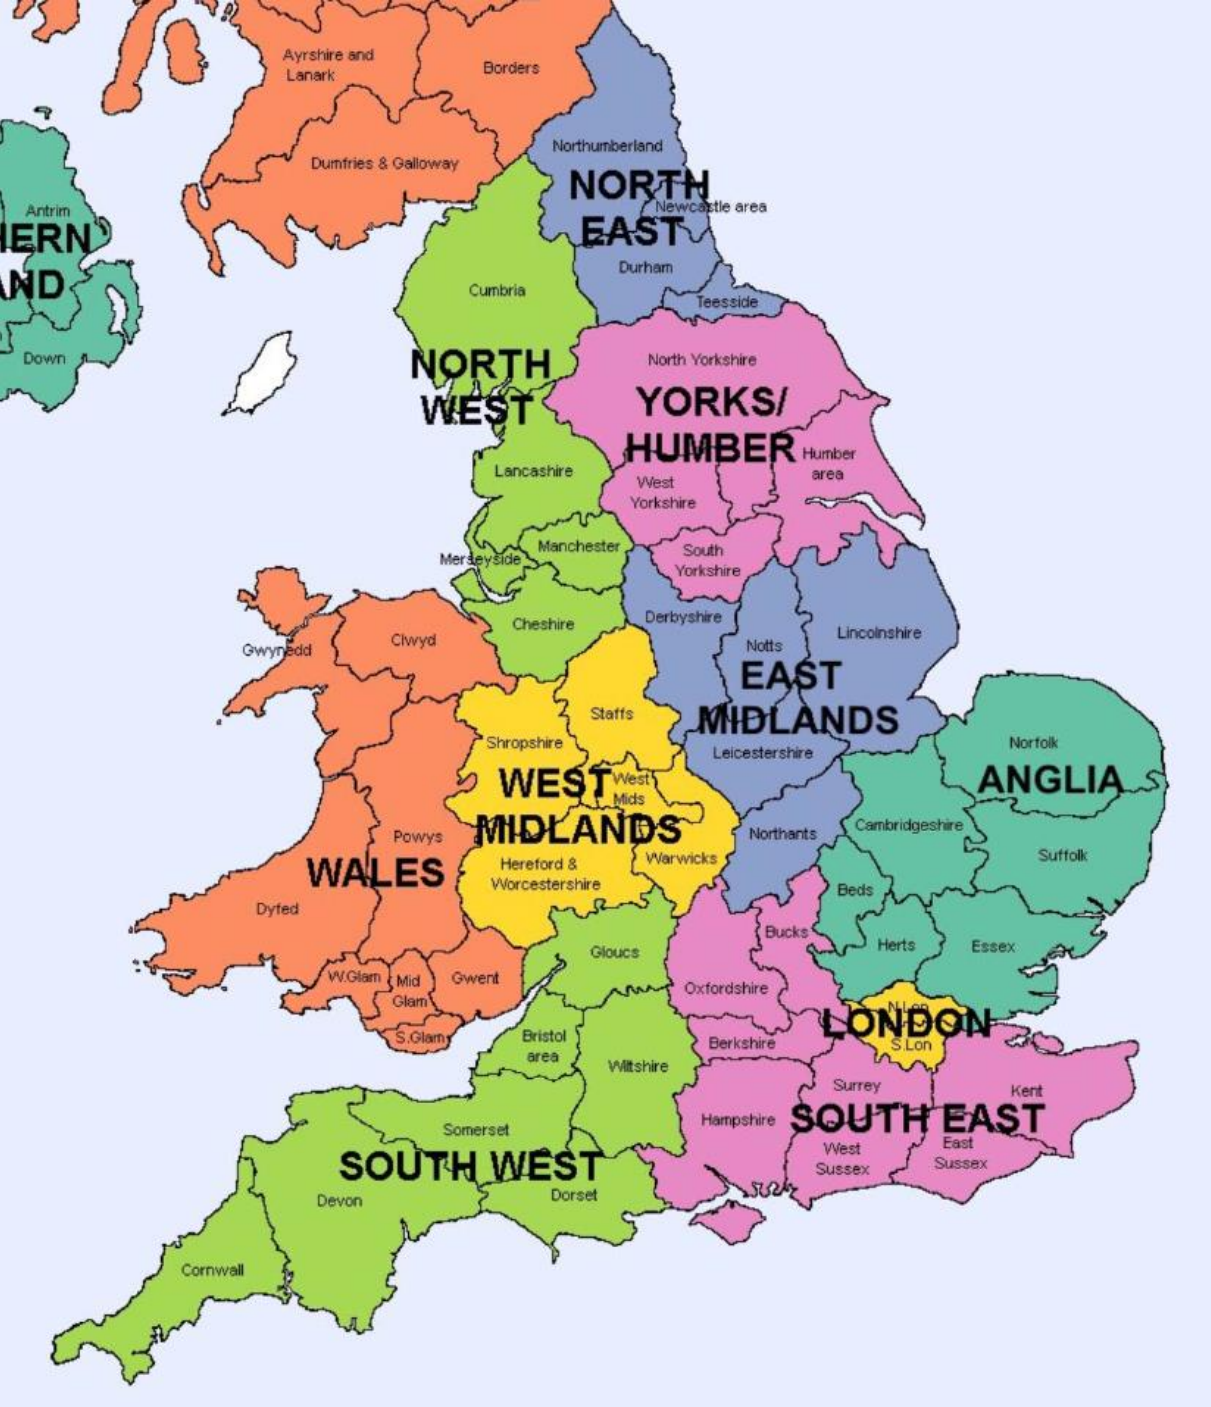 Ayrshire and
Lanark
Borders
Dumfries & Galloway
Northumberland
NORTH
EAST
Newcastle area
Antrim
HERN
AND
Down
Durham
Teesside
Cumbria
NORTH
WEST
North Yorkshire
YORKS/
HUMBER
Humber
area
West
Yorkshire
Lancashire
South
Yorkshire
Manchester
Merseyside
Cheshire
Derbyshire
Notts
Lincolnshire
EAST
MIDLANDS
Leicestershire
Northants
Gwynedd
Clwyd
Staffs
Shropshire
WEST
MIDLANDS
West
Mids
Warwicks
Hereford &
Worcestershire
Powys
WALES
Dyfed
W.Glam
Mid
Glam
Gwent
S.Glam
Norfolk
ANGLIA
Cambridgeshire
Suffolk
Beds
Herts
Essex
Bucks
Gloucs
Oxfordshire
N.Lon
LONDON
S.Lon
Bristol
area
Wiltshire
Berkshire
Surrey
Kent
Hampshire
SOUTH EAST
West
Sussex
East
Sussex
Somerset
SOUTH WEST
Devon
Dorset
Cornwall